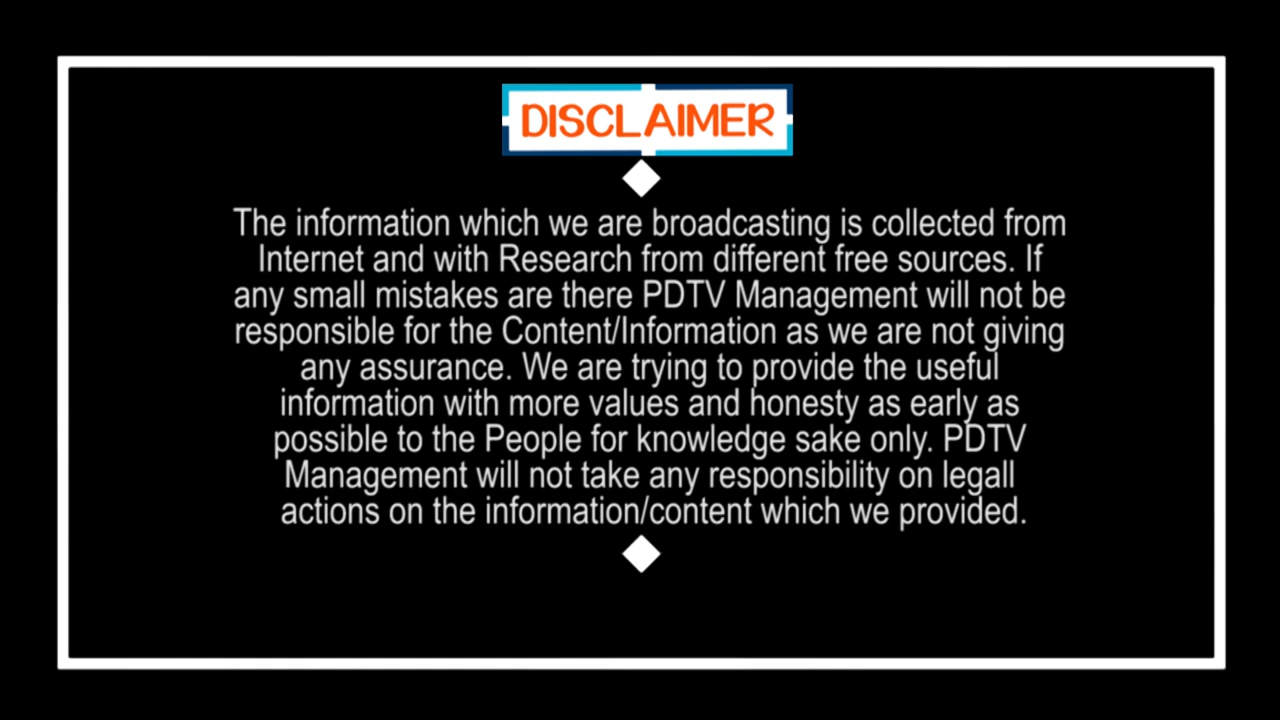 DISCLAIMER
The information which we are broadcasting is collected from
Internet and with Research from different free sources. If
any small mistakes are there PDTV Management will not be
responsible for the Content/Information as we are not giving
any assurance. We are trying to provide the useful
information with more values and honesty as early as
possible to the People for knowledge sake only. PDTV
Management will not take any responsibility on legall
actions on the information/content which we provided.